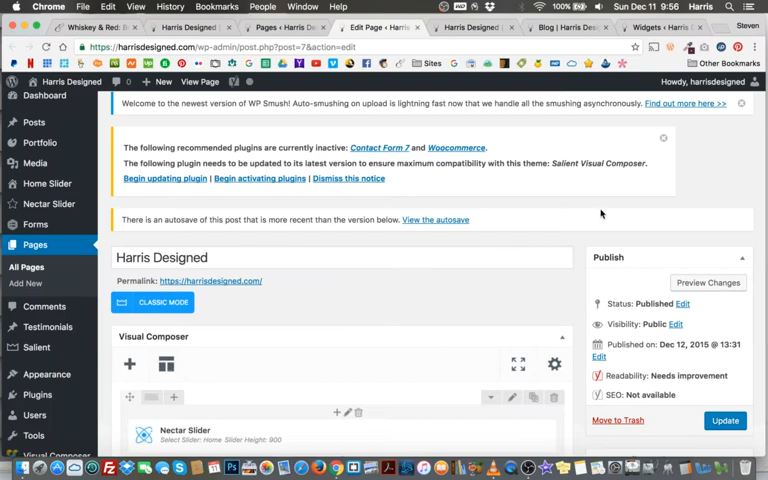 Chrome File Edit View History Bookmarks People Window Help 100% Sun Dec 11 9:56 Harris
Whiskey & Red: B Harris Designed | Pages ‹ Harris De Edit Page ‹ Harris Harris Designed | Blog | Harris Des Widgets ‹ Harris D Steven
https://harrisdesigned.com/wp-admin/post.php?post=7&action=edit
Sites Other Bookmarks
Harris Designed 0 New View Page Howdy, harrisdesigned
Dashboard
Posts
Portfolio
Media
Home Slider
Nectar Slider
Forms
Pages
All Pages
Add New
Comments
Testimonials
Salient
Appearance
Plugins
Users
Tools
Visual Composer
Welcome to the newest version of WP Smush! Auto-smushing on upload is lightning fast now that we handle all the smushing asynchronously. Find out more here >>
The following recommended plugins are currently inactive: Contact Form 7 and Woocommerce.
The following plugin needs to be updated to its latest version to ensure maximum compatibility with this theme: Salient Visual Composer.
Begin updating plugin | Begin activating plugins | Dismiss this notice
There is an autosave of this post that is more recent than the version below. View the autosave
Harris Designed
Permalink: https://harrisdesigned.com/
CLASSIC MODE
Visual Composer
Nectar Slider
Select Slider: Home Slider Height: 900
Publish
Preview Changes
Status: Published Edit
Visibility: Public Edit
Published on: Dec 12, 2015 @ 13:31
Edit
Readability: Needs improvement
SEO: Not available
Move to Trash Update